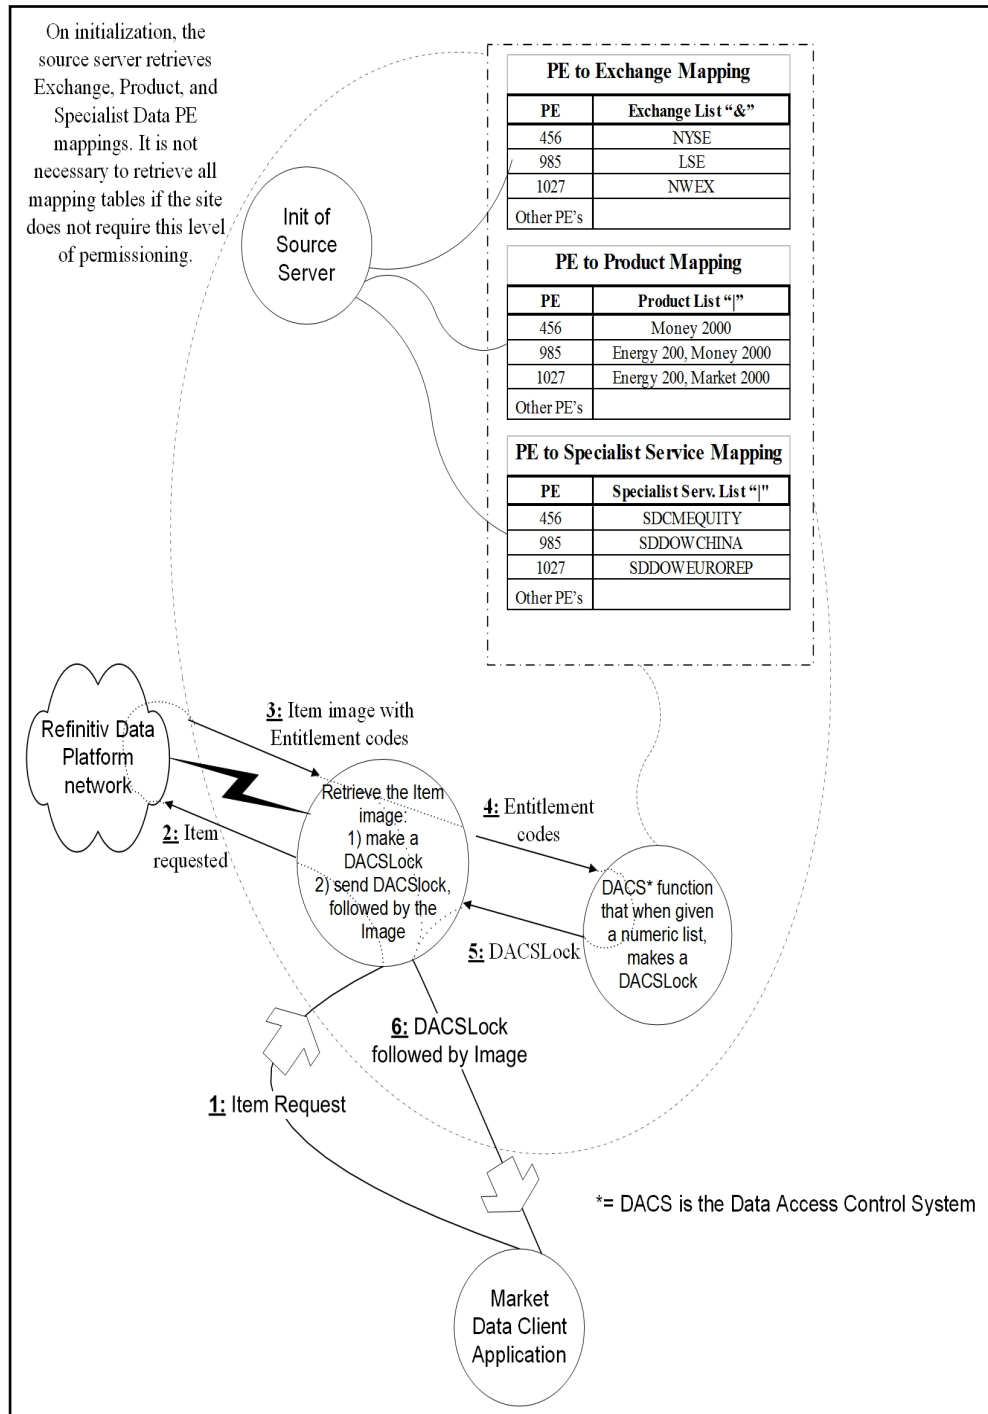 On initialization, the
source server retrieves
Exchange, Product, and
Specialist Data PE
mappings. It is not
necessary to retrieve all
mapping tables if the site
does not require this level
of permissioning.
Init of
Source
Server
PE to Exchange Mapping
PE Exchange List “&”
456 NYSE
985 LSE
1027 NWEX
Other PE's
PE to Product Mapping
PE Product List “|”
456 Money 2000
985 Energy 200, Money 2000
1027 Energy 200, Market 2000
Other PE's
PE to Specialist Service Mapping
PE Specialist Serv. List “|"
456 SDCMEQUITY
985 SDDOWCHINA
1027 SDDOWEUROREP
Other PE's
Refinitiv Data
Platform
network
3: Item image with
Entitlement codes
2: Item
requested
Retrieve the Item
image:
1) make a
DACSLock
2) send DACSlock,
followed by the
Image
4: Entitlement
codes
5: DACSLock
DACS* function
that when given
a numeric list,
makes a
DACSLock
6: DACSLock
followed by Image
1: Item Request
*= DACS is the Data Access Control System
Market
Data Client
Application